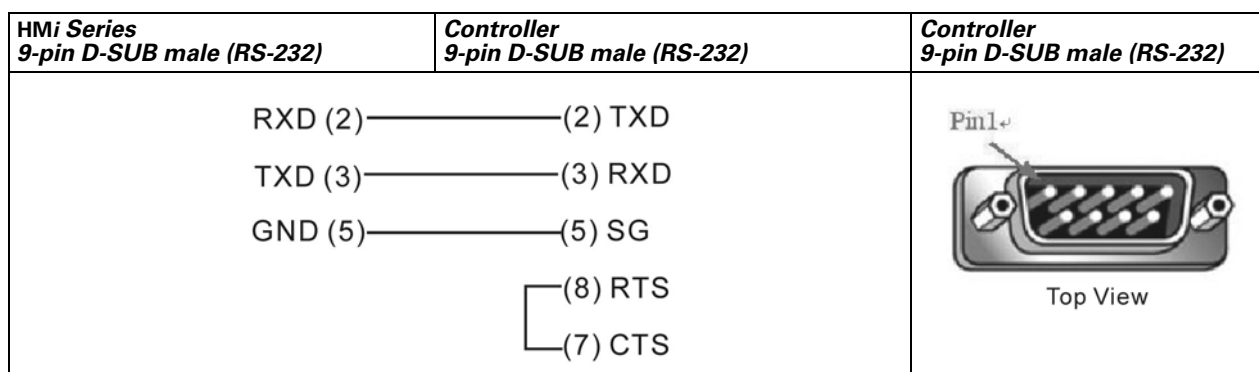 HMi Series
9-pin D-SUB male (RS-232)
Controller
9-pin D-SUB male (RS-232)
Controller
9-pin D-SUB male (RS-232)
RXD (2) (2) TXD
TXD (3) (3) RXD
GND (5) (5) SG
(8) RTS
(7) CTS
Pin1↵
Top View